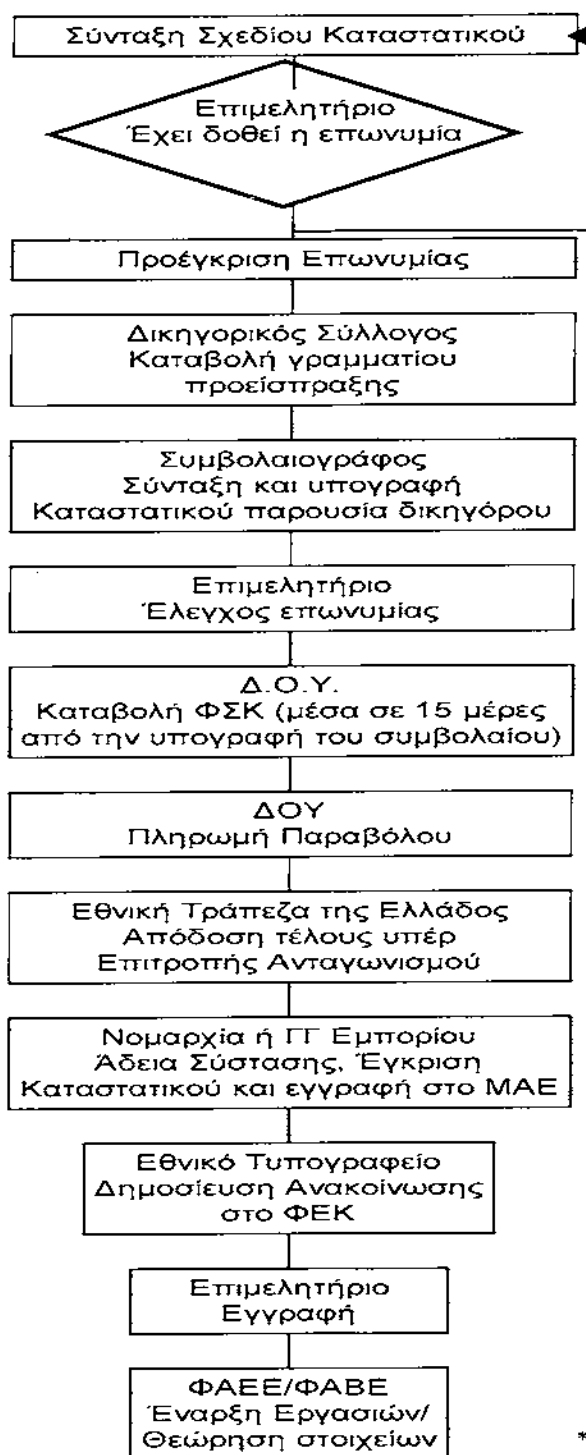 Σύνταξη Σχεδίου Καταστατικού
Επιμελητήριο
Έχει δοθεί η επωνυμία
Προέγκριση Επωνυμίας
Δικηγορικός Σύλλογος
Καταβολή γραμματίου
προείσπραξης
Συμβολαιογράφος
Σύνταξη και υπογραφή
Καταστατικού παρουσία δικηγόρου
Επιμελητήριο
Έλεγχος επωνυμίας
Δ.Ο.Υ.
Καταβολή ΦΣΚ (μέσα σε 15 μέρες
από την υπογραφή του συμβολαίου)
ΔΟΥ
Πληρωμή Παραβόλου
Εθνική Τράπεζα της Ελλάδος
Απόδοση τέλους υπέρ
Επιτροπής Ανταγωνισμού
Νομαρχία ή ΓΓ Εμπορίου
Άδεια Σύστασης, Έγκριση
Καταστατικού και εγγραφή στο ΜΑΕ
Εθνικό Τυπογραφείο
Δημοσίευση Ανακοίνωσης
στο ΦΕΚ
Επιμελητήριο
Εγγραφή
ΦΑΕΕ/ΦΑΒΕ
Έναρξη Εργασιών/
Θεώρηση στοιχείων
*